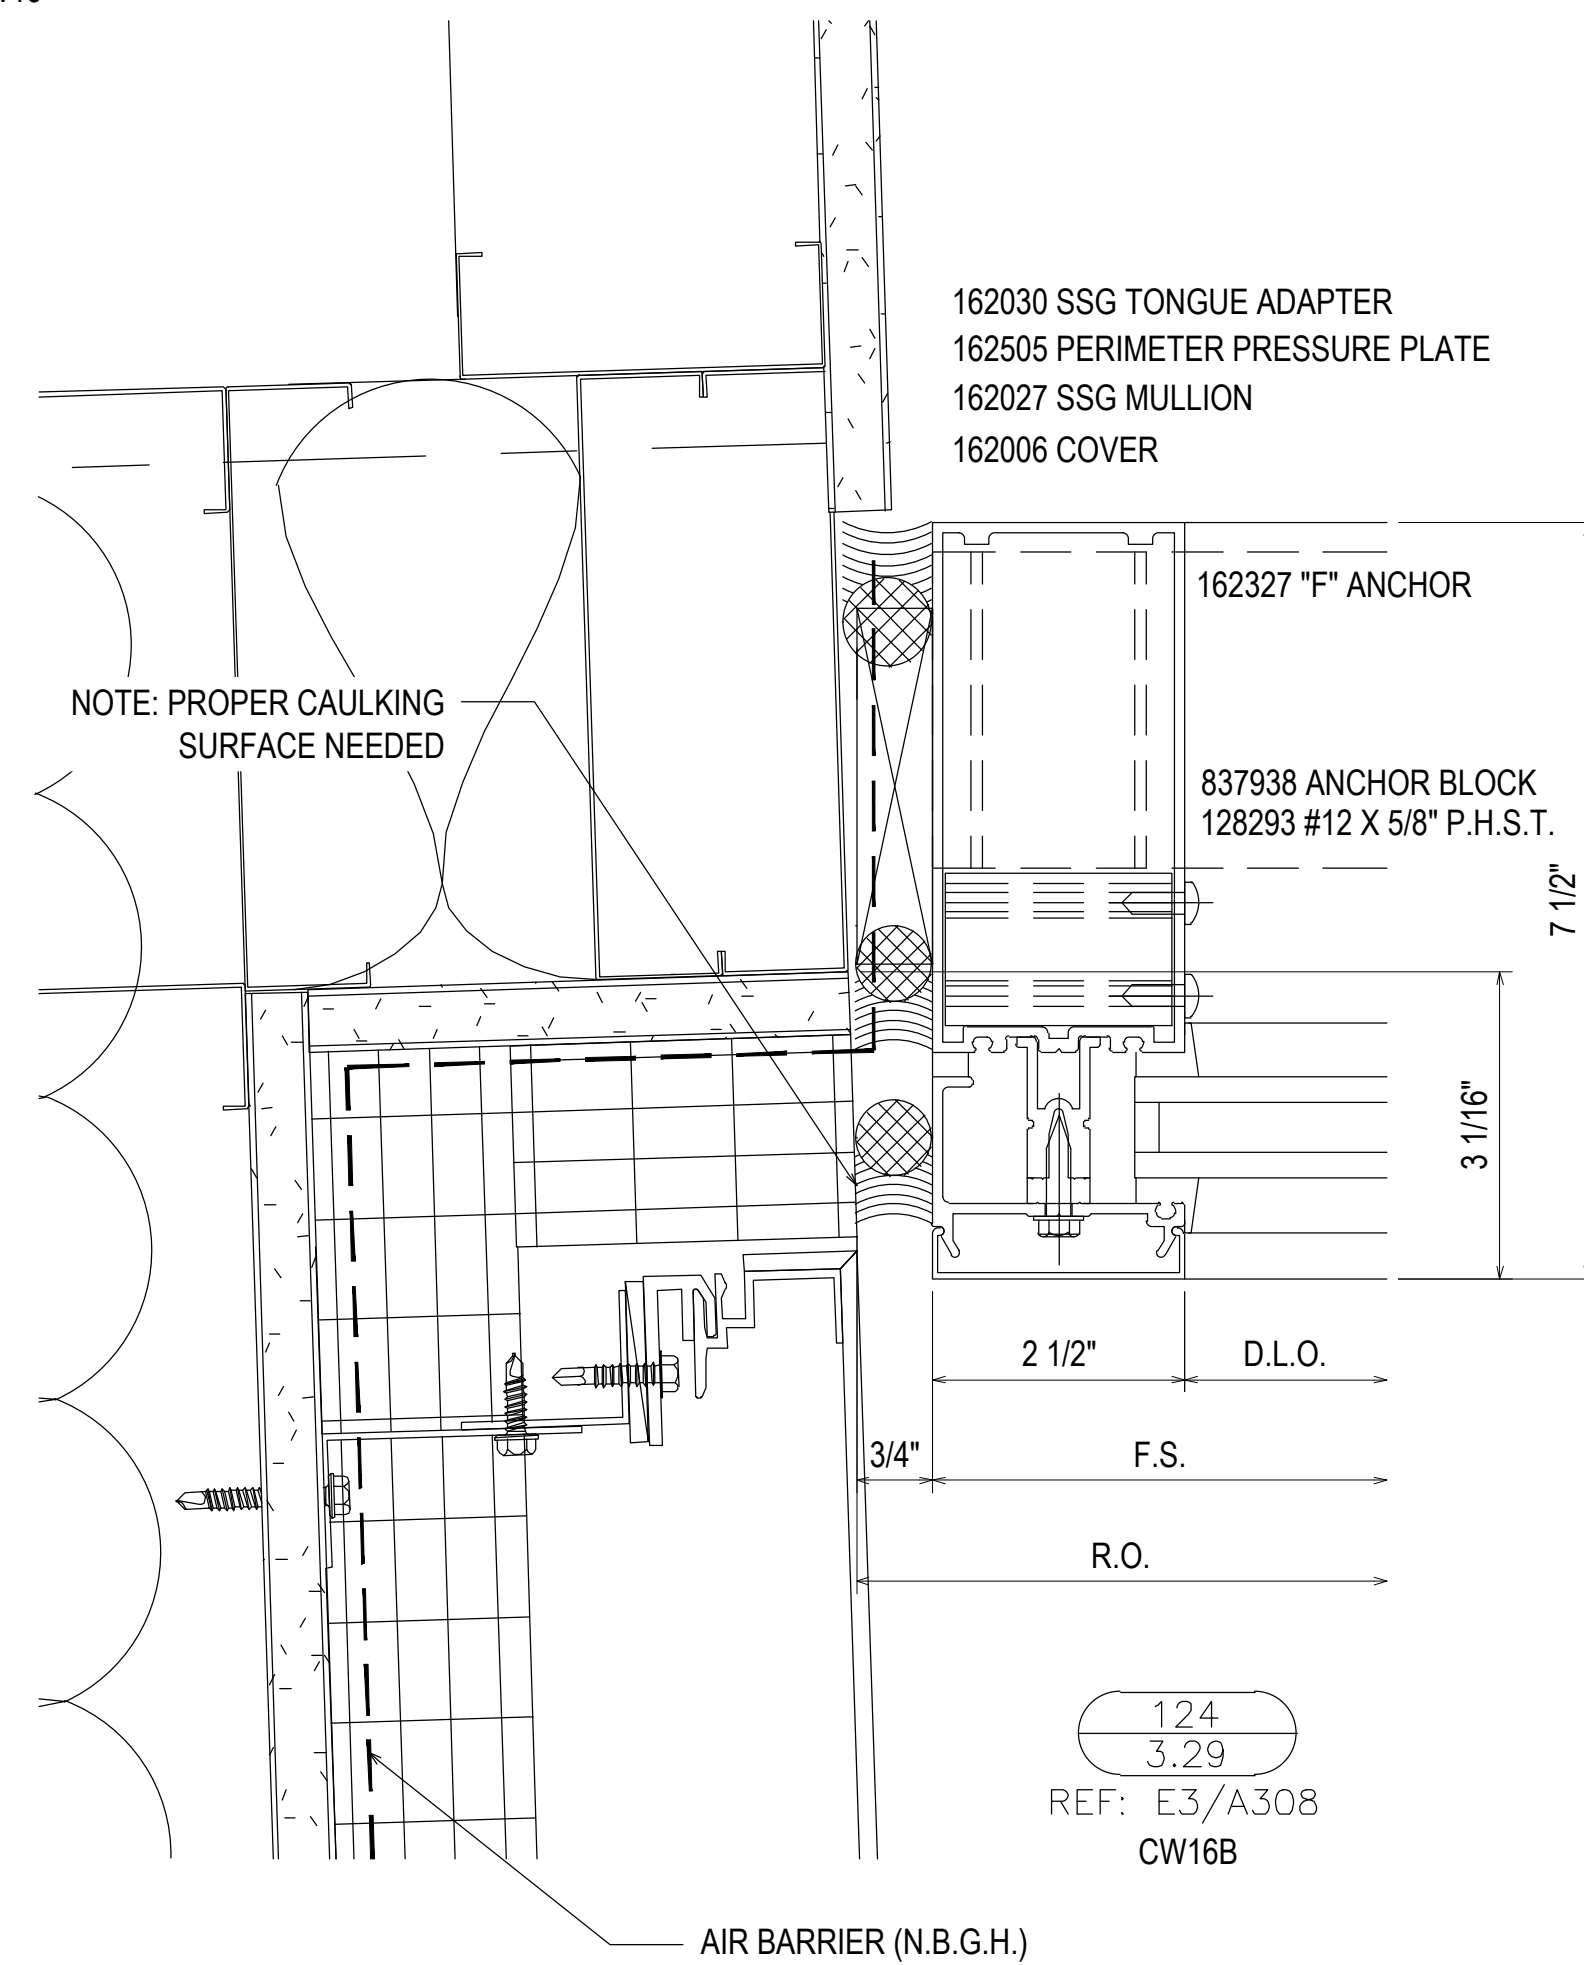 162030 SSG TONGUE ADAPTER
162505 PERIMETER PRESSURE PLATE
162027 SSG MULLION
162006 COVER
162327 "F" ANCHOR
NOTE: PROPER CAULKING
SURFACE NEEDED
837938 ANCHOR BLOCK
128293 #12 X 5/8" P.H.S.T.
7 1/2"
3 1/16"
2 1/2"
D.L.O.
3/4"
F.S.
R.O.
124
3.29
REF: E3/A308
CW16B
AIR BARRIER (N.B.G.H.)